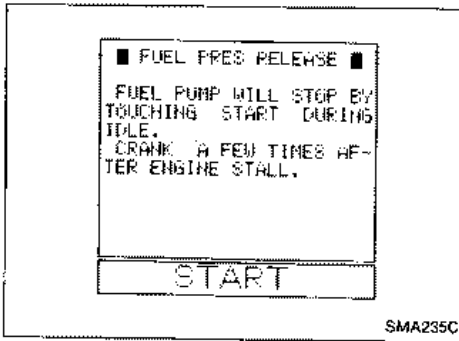 ■ FUEL PRES RELEASE ■
FUEL PUMP WILL STOP BY
TOUCHING START DURING
IDLE.
CRANK A FEW TIMES AF-
TER ENGINE STALL.
START
SMA235C